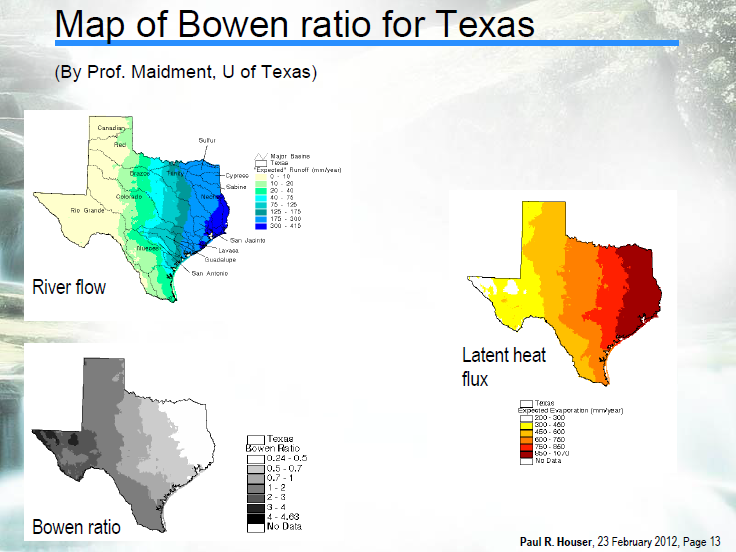 Map of Bowen ratio for Texas
(By Prof. Maidment, U of Texas)
Canadian
Red
Sulfur
Brazos
Trinity
Cypress
Sabine
Colorado
Neches
Rio Grande
San Jacinto
Nueces
Lavaca
Guadalupe
San Antonio
Major Basins
Texas
"Expected" Runoff (mm/year)
0 - 10
10 - 20
20 - 40
40 - 75
75 - 125
125 - 175
175 - 300
300 - 415
River flow
Latent heat
flux
Texas
Expected Evaporation (mm/year)
200 - 300
300 - 450
450 - 600
600 - 750
750 - 850
850 - 1070
No Data
Texas
Bowen Ratio
0.24 - 0.5
0.5 - 0.7
0.7 - 1
1 - 2
2 - 3
3 - 4
4 - 4.63
No Data
Bowen ratio
Paul R. Houser, 23 February 2012, Page 13